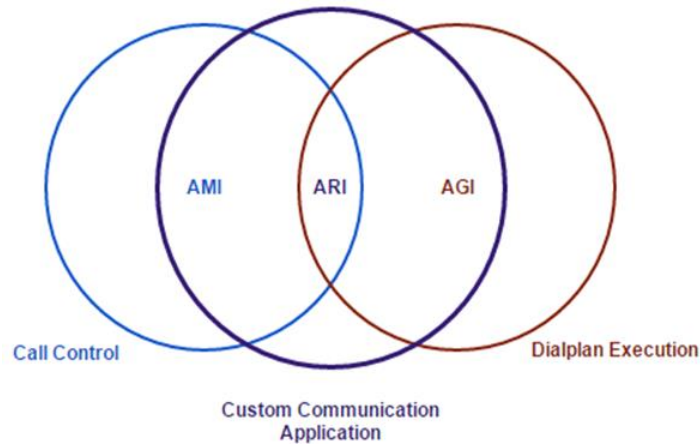 AMI
ARI
AGI
Call Control
Dialplan Execution
Custom Communication
Application